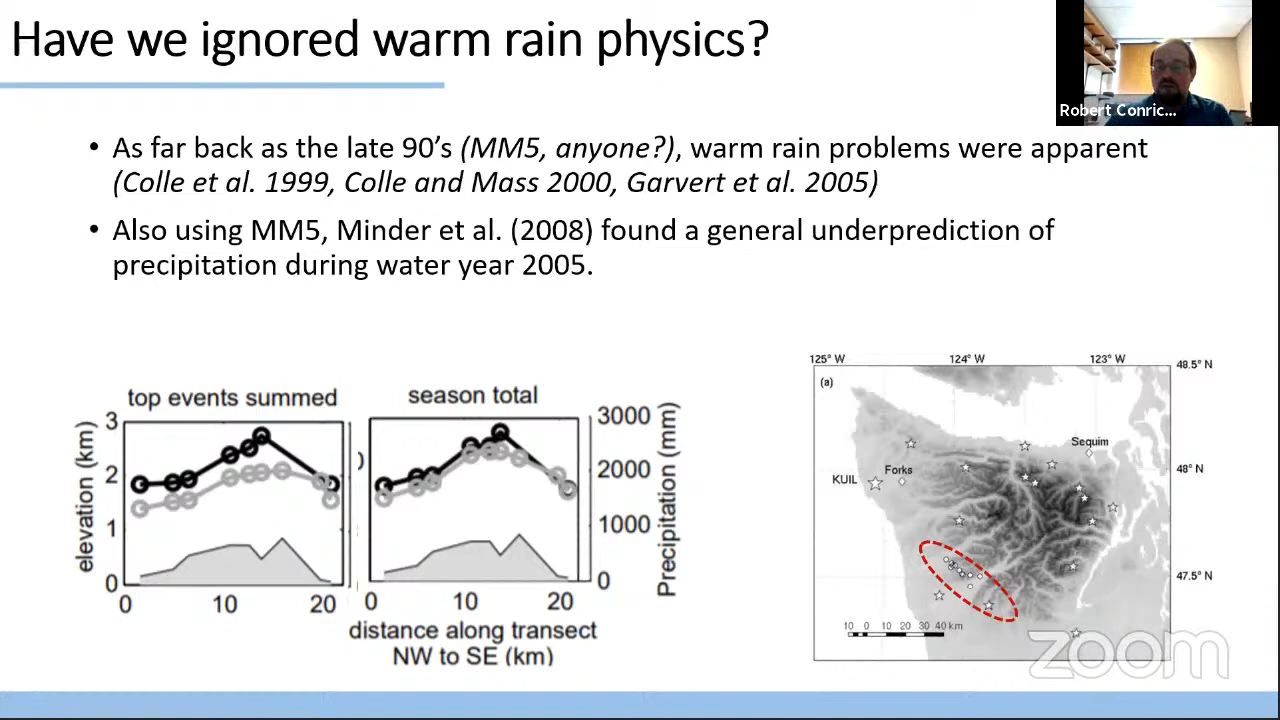 Have we ignored warm rain physics?
Robert Conric...
• As far back as the late 90's (MM5, anyone?), warm rain problems were apparent
(Colle et al. 1999, Colle and Mass 2000, Garvert et al. 2005)
• Also using MM5, Minder et al. (2008) found a general underprediction of
precipitation during water year 2005.
top events summed
season total
elevation (km)
3
2
1
0
0 10 20
3000
2000
1000
0
Precipitation (mm)
0 10 20
distance along transect
NW to SE (km)
125° W 124° W 123° W
48.5° N
48° N
47.5° N
(a)
Sequim
Forks
KUIL
10 0 10 20 30 40 km
zoom